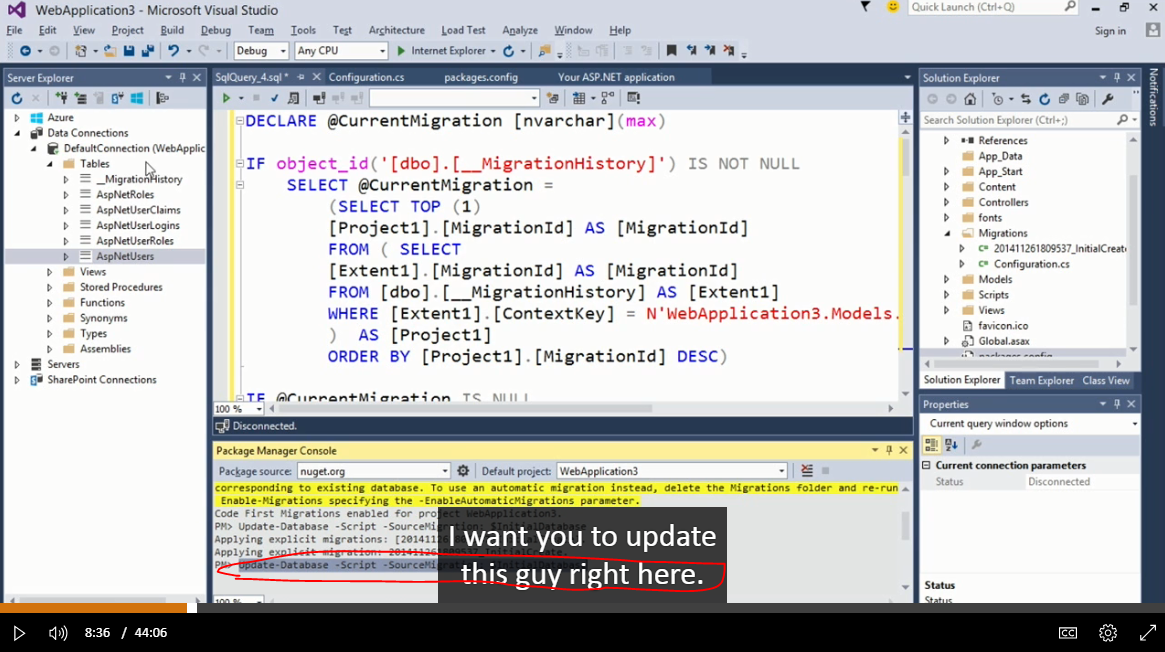 WebApplication3 - Microsoft Visual Studio
Quick Launch (Ctrl+Q)
File Edit View Project Build Debug Team Tools Test Architecture Load Test Analyze Window Help
Sign in
Debug Any CPU Internet Explorer
Server Explorer
Azure
Data Connections
DefaultConnection (WebApplic
Tables
__MigrationHistory
AspNetRoles
AspNetUserClaims
AspNetUserLogins
AspNetUserRoles
AspNetUsers
Views
Stored Procedures
Functions
Synonyms
Types
Assemblies
Servers
SharePoint Connections
SqlQuery_4.sql * Configuration.cs packages.config Your ASP.NET application
DECLARE @CurrentMigration [nvarchar](max)
IF object_id('[dbo].[__MigrationHistory]') IS NOT NULL
SELECT @CurrentMigration =
(SELECT TOP (1)
[Project1].[MigrationId] AS [MigrationId]
FROM ( SELECT
[Extent1].[MigrationId] AS [MigrationId]
FROM [dbo].[__MigrationHistory] AS [Extent1]
WHERE [Extent1].[ContextKey] = N'WebApplication3.Models.
) AS [Project1]
ORDER BY [Project1].[MigrationId] DESC)
IF @CurrentMigration IS NULL
100 %
Disconnected.
Package Manager Console
Package source: nuget.org Default project: WebApplication3
corresponding to existing database. To use an automatic migration instead, delete the Migrations folder and re-run
Enable-Migrations specifying the -EnableAutomaticMigrations parameter.
Code First Migrations enabled for project WebApplication3.
PM> Update-Database -Script -SourceMigration: $InitialDatabase
Applying explicit migrations: [20141126
Applying explicit migration: 201411261809537_InitialCreate.
PM> Update-Database -Script -SourceMigra
100 %
I want you to update
this guy right here.
Solution Explorer
Search Solution Explorer (Ctrl+;)
References
App_Data
App_Start
Content
Controllers
fonts
Migrations
201411261809537_InitialCreate
Configuration.cs
Models
Scripts
Views
favicon.ico
Global.asax
packages.config
Solution Explorer Team Explorer Class View
Properties
Current query window options
Current connection parameters
Status Disconnected
Status
Status
Notifications
8:36 / 44:06
CC